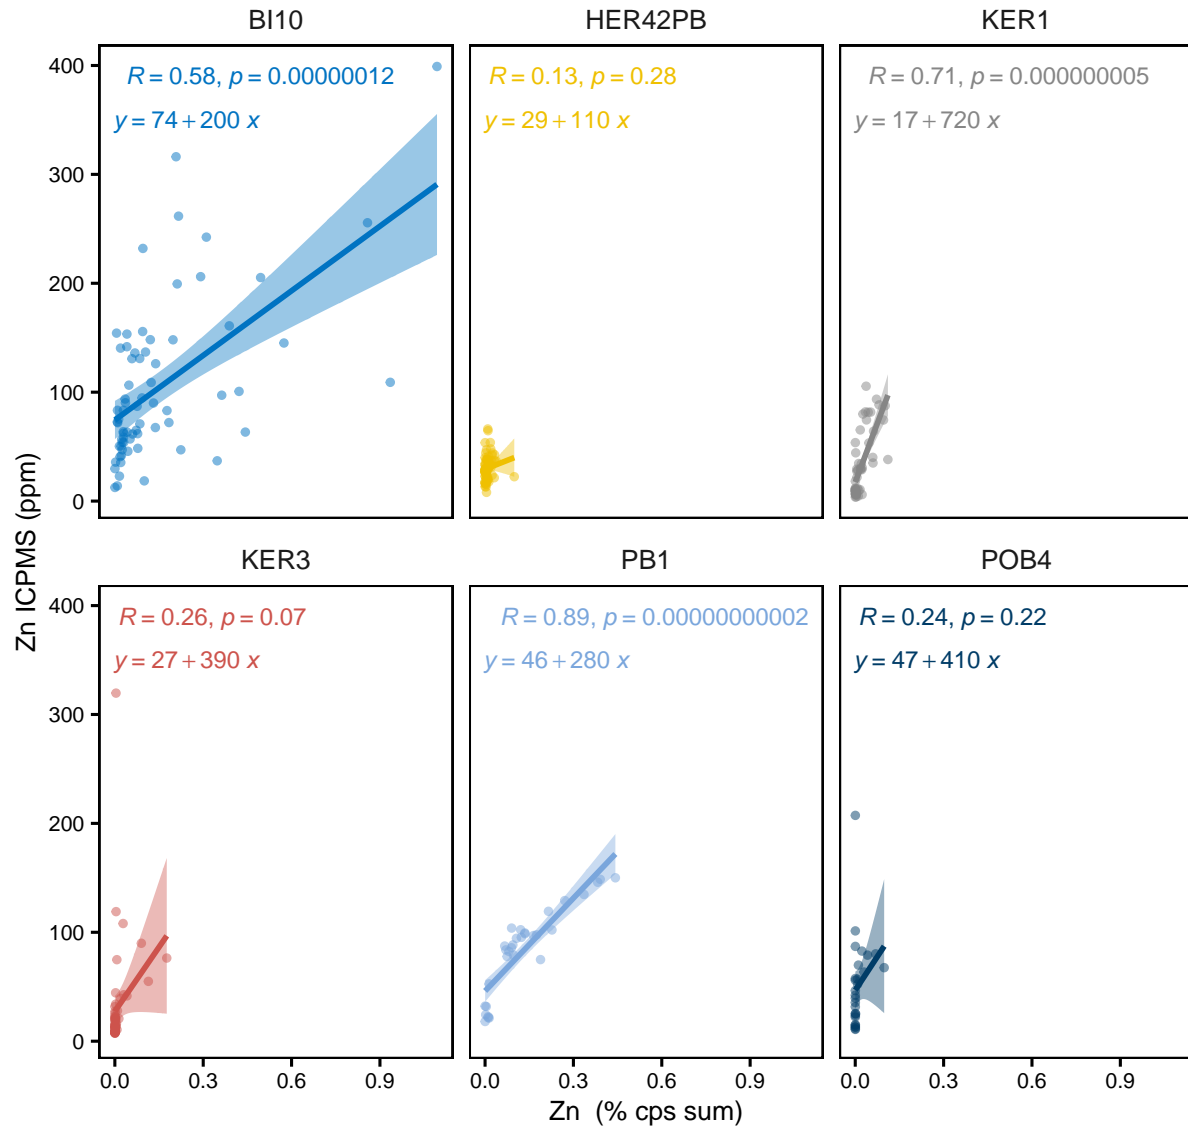 BI10
HER42PB
KER1
R = 0.58, p = 0.00000012
y = 74 + 200 x
R = 0.13, p = 0.28
y = 29 + 110 x
R = 0.71, p = 0.000000005
y = 17 + 720 x
400
300
200
100
0
KER3
PB1
POB4
R = 0.26, p = 0.07
y = 27 + 390 x
R = 0.89, p = 0.00000000002
y = 46 + 280 x
R = 0.24, p = 0.22
y = 47 + 410 x
400
300
200
100
0
0.0 0.3 0.6 0.9
0.0 0.3 0.6 0.9
0.0 0.3 0.6 0.9
Zn (% cps sum)
Zn ICPMS (ppm)